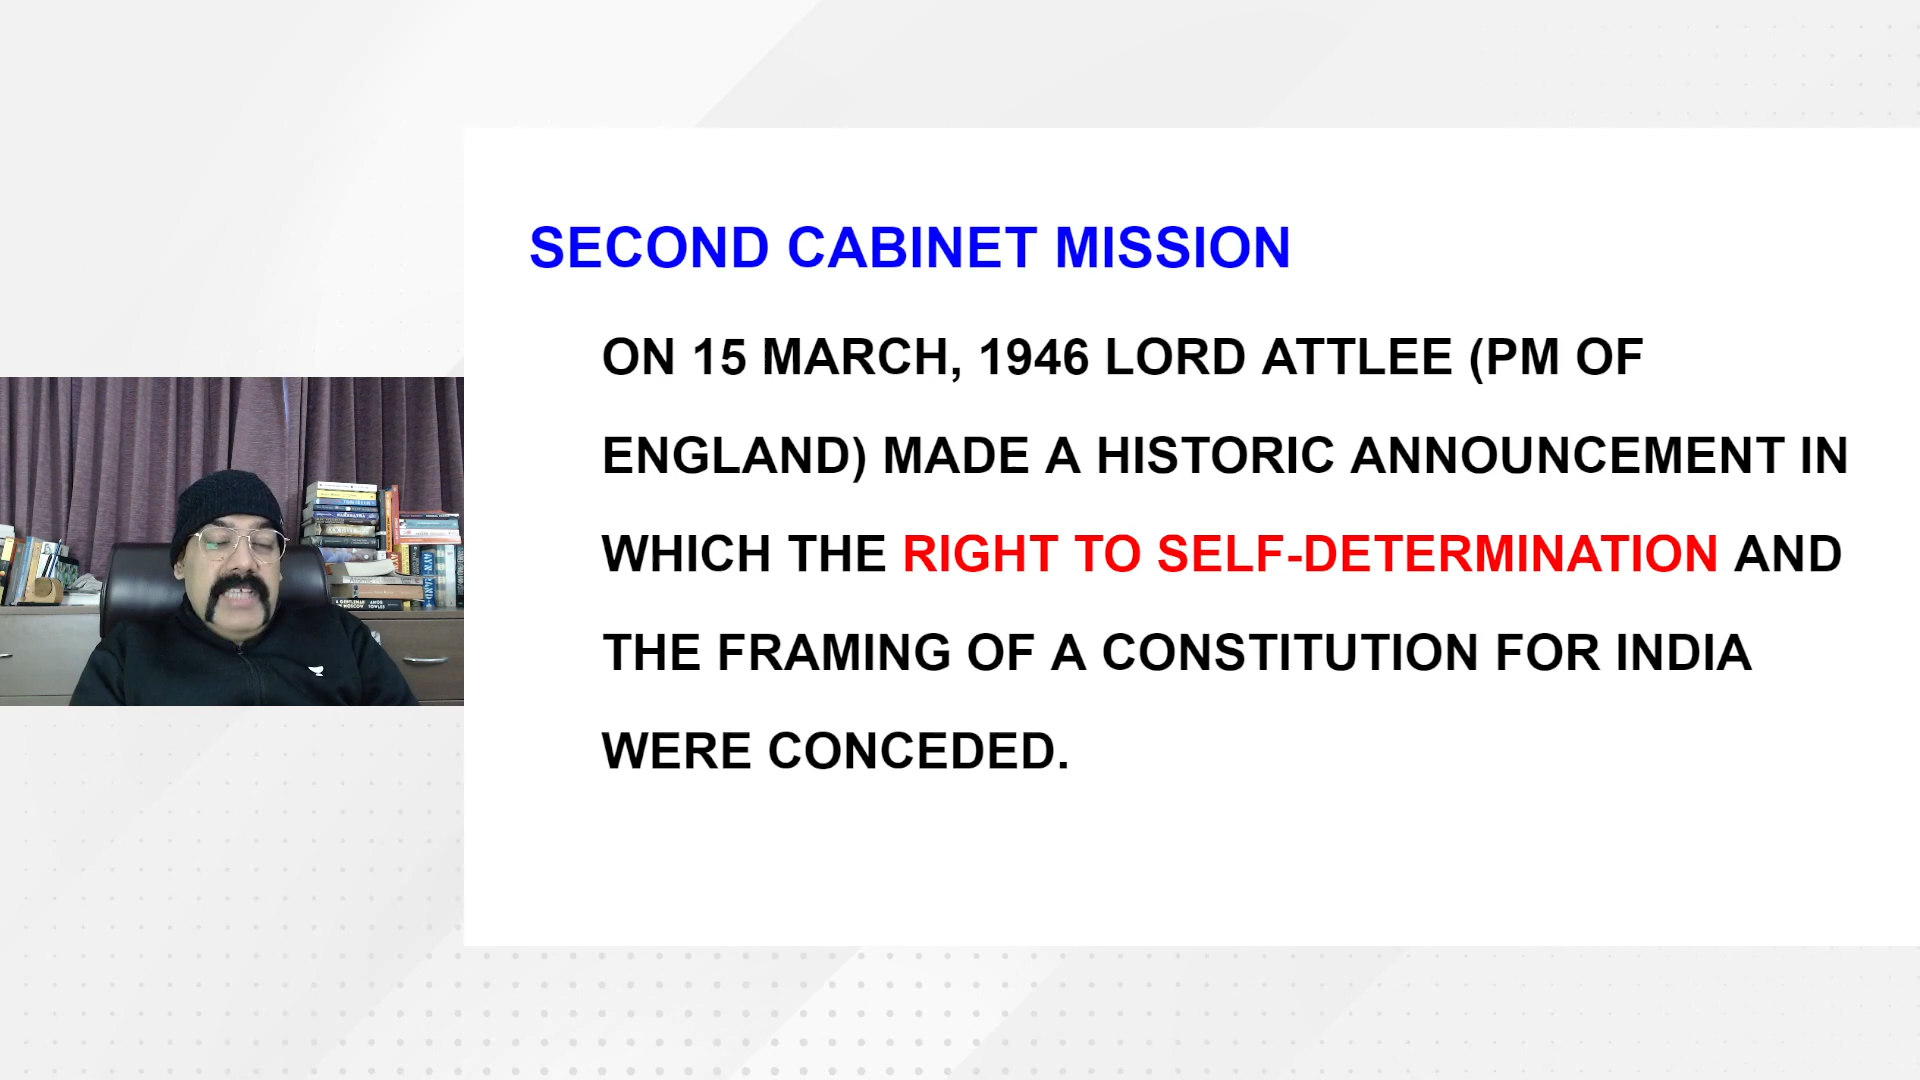 SECOND CABINET MISSION
ON 15 MARCH, 1946 LORD ATTLEE (PM OF
ENGLAND) MADE A HISTORIC ANNOUNCEMENT IN
WHICH THE RIGHT TO SELF-DETERMINATION AND
THE FRAMING OF A CONSTITUTION FOR INDIA
WERE CONCEDED.